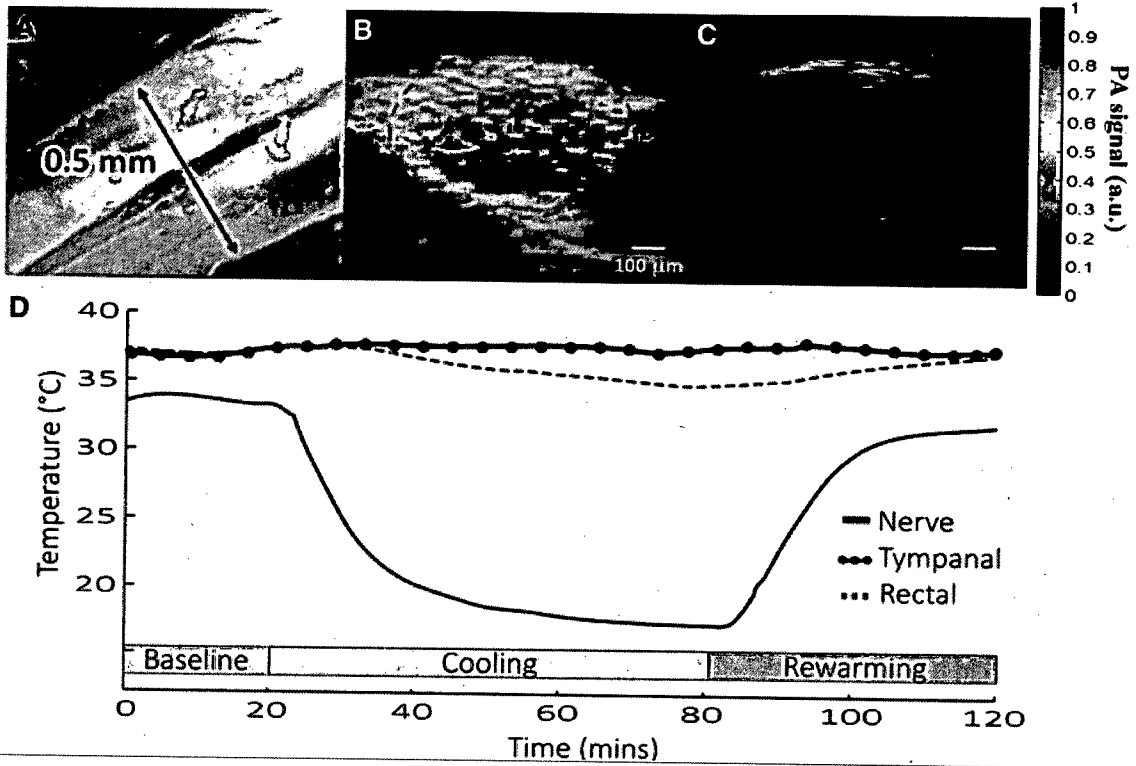 A
0.5 mm
B
100 µm
C
1
0.9
0.8
0.7
0.6
0.5
0.4
0.3
0.2
0.1
0
PA signal (a.u.)
D
40
35
30
25
20
Temperature (°C)
Nerve
Tympanal
Rectal
Baseline
Cooling
Rewarming
0
20
40
60
80
100
120
Time (mins)